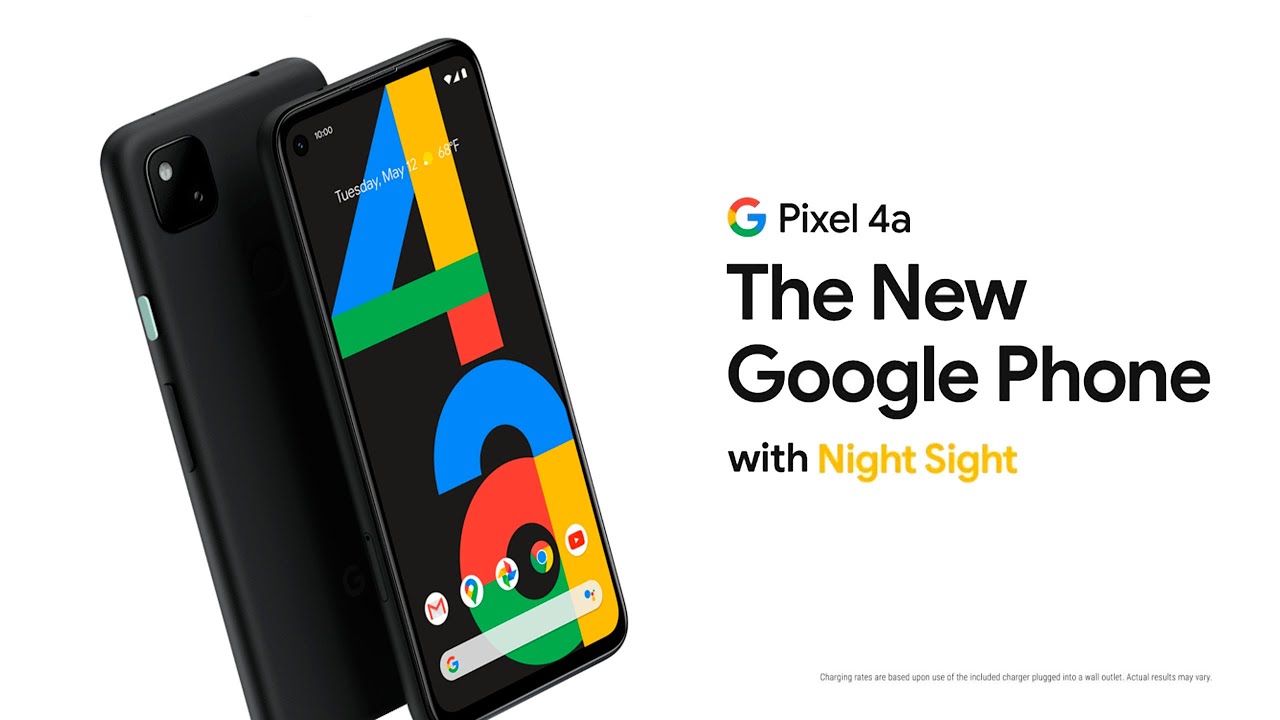 10:00
Tuesday, May 12 68°F
4a
G Pixel 4a
The New
Google Phone
with Night Sight
Charging rates are based upon use of the included charger plugged into a wall outlet. Actual results may vary.